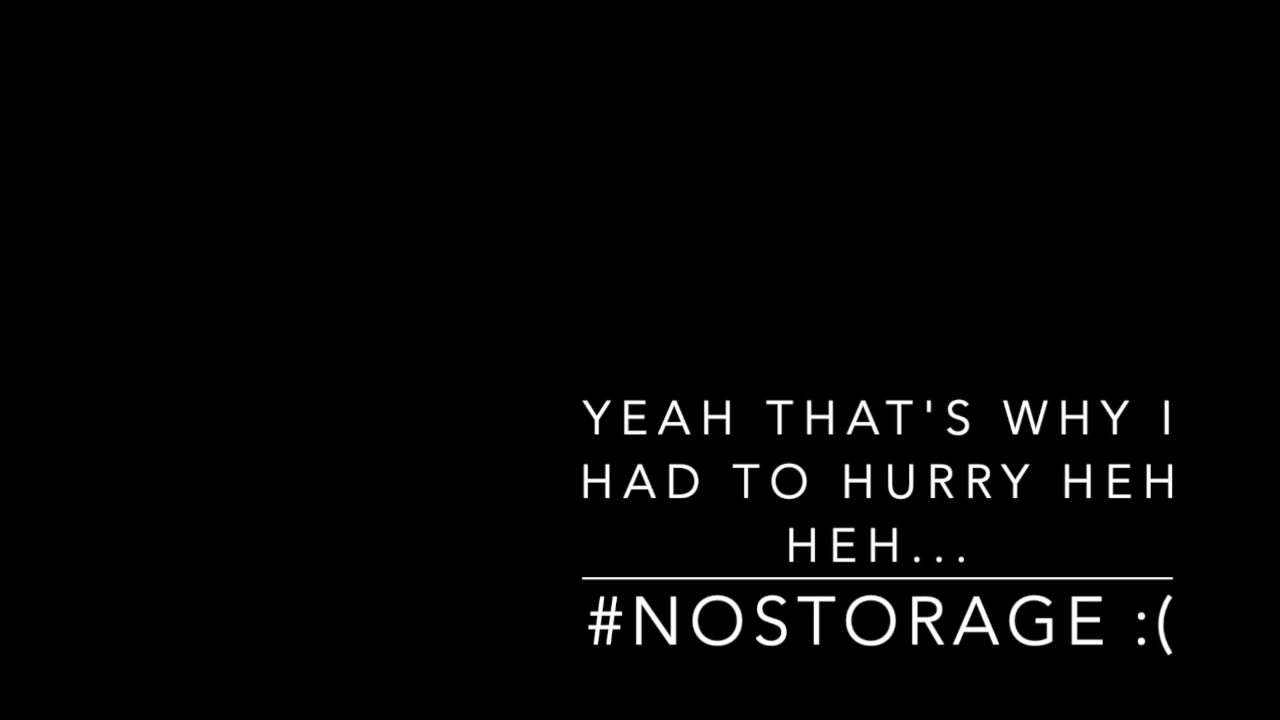 YEAH THAT'S WHY I
HAD TO HURRY HEH
HEH...
#NOSTORAGE :(